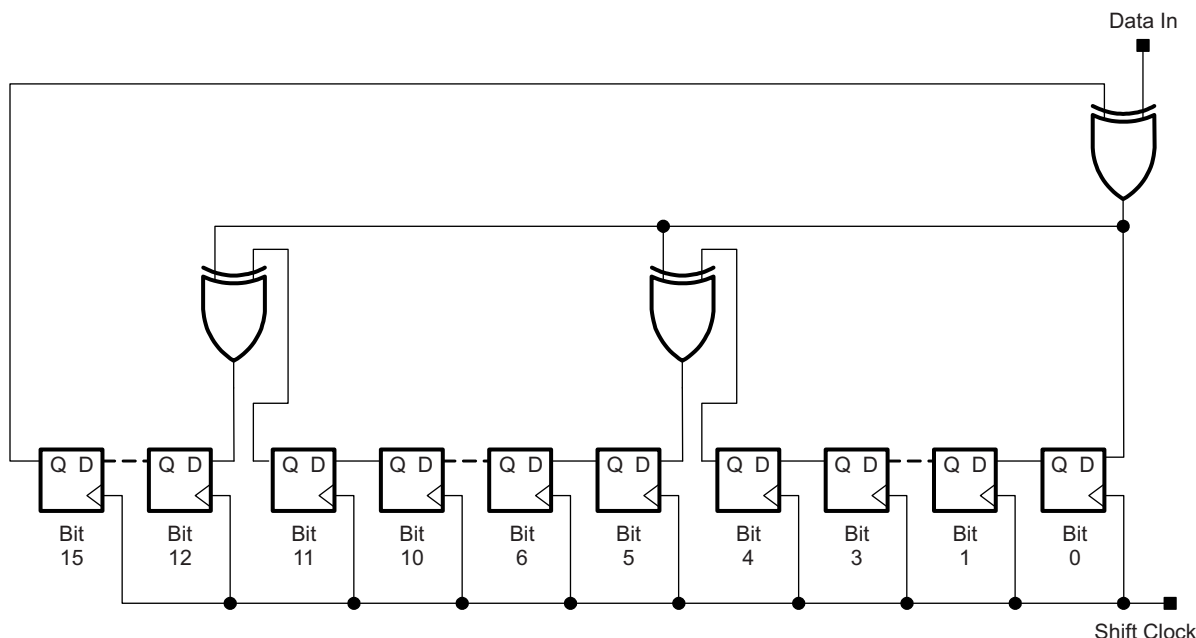 Data In
Q D
Q D
Q D
Q D
Q D
Q D
Q D
Q D
Q D
Q D
Bit
15
Bit
12
Bit
11
Bit
10
Bit
6
Bit
5
Bit
4
Bit
3
Bit
1
Bit
0
Shift Clock